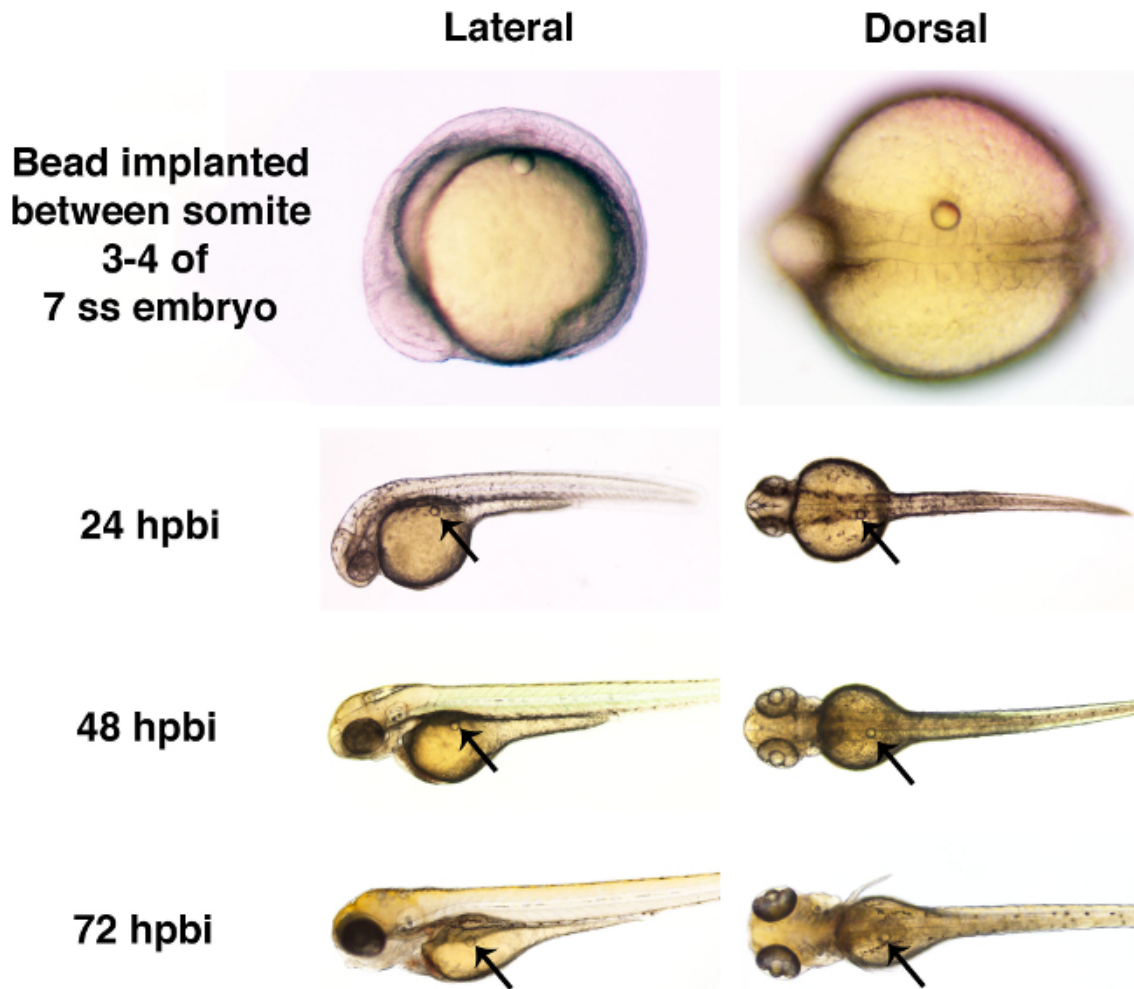 Lateral
Dorsal
Bead implanted
between somite
3-4 of
7 ss embryo
24 hpbi
48 hpbi
72 hpbi